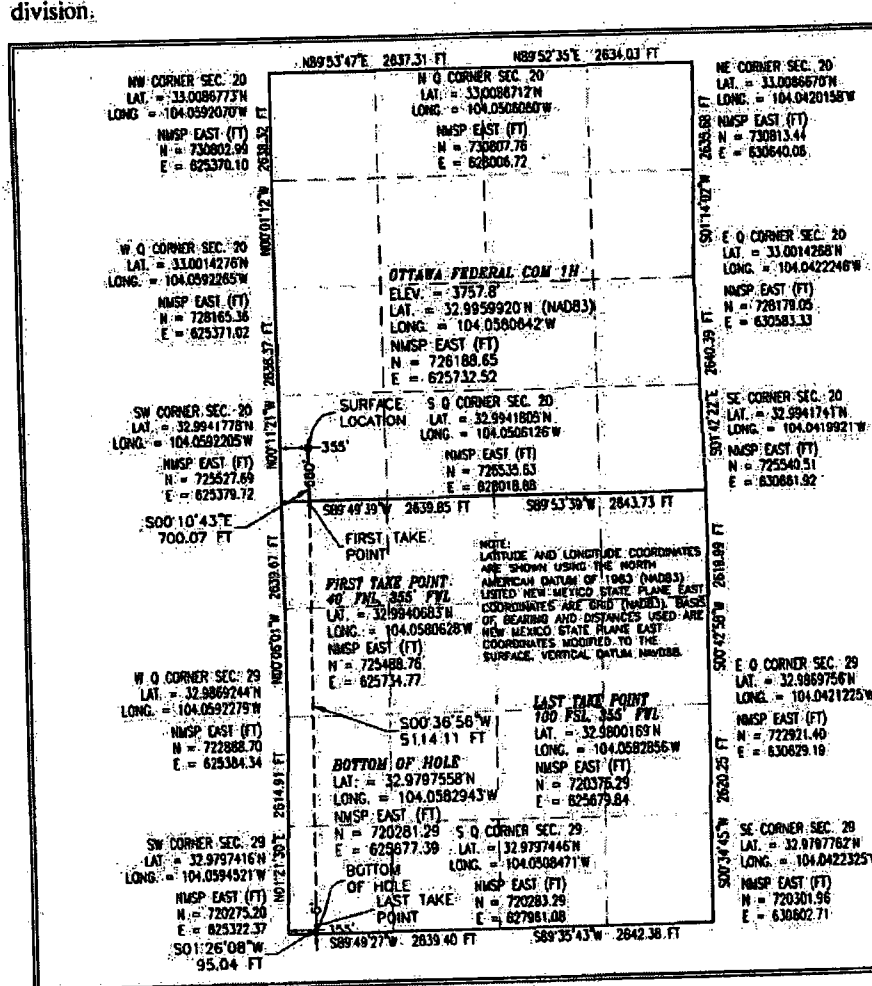 division.
N89°53'47"E 2637.31 FT
N89°52'35"E 2634.03 FT
NW CORNER SEC. 20
LAT. = 33.0086773'N
LONG. = 104.0592070'W
NMSP EAST (FT)
N = 730802.99
E = 625370.10
N Q CORNER SEC. 20
LAT. = 33.0086712'N
LONG. = 104.0506060'W
NMSP EAST (FT)
N = 730807.76
E = 628006.72
NE CORNER SEC. 20
LAT. = 33.0086670'N
LONG. = 104.0420158'W
NMSP EAST (FT)
N = 730813.44
E = 630640.06
N00°01'12"W 2638.32 FT
S01°14'02"W 2635.68 FT
W Q CORNER SEC. 20
LAT. = 33.0014276'N
LONG. = 104.0592265'W
NMSP EAST (FT)
N = 728165.36
E = 625371.02
OTTAWA FEDERAL COM 1H
ELEV. = 3757.8'
LAT. = 32.9959920'N (NAD83)
LONG. = 104.0580642'W
NMSP EAST (FT)
N = 726188.65
E = 625732.52
E Q CORNER SEC. 20
LAT. = 33.0014268'N
LONG. = 104.0422246'W
NMSP EAST (FT)
N = 728179.05
E = 630583.33
N00°11'21"W 2638.37 FT
S01°42'22"E 2640.39 FT
SW CORNER SEC. 20
LAT. = 32.9941778'N
LONG. = 104.0592205'W
NMSP EAST (FT)
N = 725527.69
E = 625379.72
SURFACE
LOCATION
355'
660'
S Q CORNER SEC. 20
LAT. = 32.9941805'N
LONG. = 104.0506126'W
NMSP EAST (FT)
N = 725535.63
E = 628018.88
SE CORNER SEC. 20
LAT. = 32.9941741'N
LONG. = 104.0419921'W
NMSP EAST (FT)
N = 725540.51
E = 630661.92
S00°10'43"E
700.07 FT
S89°49'39"W 2639.85 FT
S89°53'39"W 2643.73 FT
FIRST TAKE
POINT
NOTE:
LATITUDE AND LONGITUDE COORDINATES
ARE SHOWN USING THE NORTH
AMERICAN DATUM OF 1983 (NAD83).
LISTED NEW MEXICO STATE PLANE EAST
COORDINATES ARE GRID (NAD83). BASIS
OF BEARING AND DISTANCES USED ARE
NEW MEXICO STATE PLANE EAST
COORDINATES MODIFIED TO THE
SURFACE. VERTICAL DATUM NAVD88.
FIRST TAKE POINT
40' FNL, 355' FWL
LAT. = 32.9940683'N
LONG. = 104.0580628'W
NMSP EAST (FT)
N = 725488.76
E = 625734.77
N00°06'01"W 2639.67 FT
S00°42'58"W 2619.89 FT
W Q CORNER SEC. 29
LAT. = 32.9869244'N
LONG. = 104.0592279'W
NMSP EAST (FT)
N = 722888.70
E = 625384.34
S00°36'56"W
5114.11 FT
LAST TAKE POINT
100' FSL, 355' FWL
LAT. = 32.9800169'N
LONG. = 104.0582856'W
NMSP EAST (FT)
N = 720376.29
E = 625679.84
E Q CORNER SEC. 29
LAT. = 32.9869756'N
LONG. = 104.0421225'W
NMSP EAST (FT)
N = 722921.40
E = 630629.19
BOTTOM OF HOLE
LAT. = 32.9797558'N
LONG. = 104.0582943'W
NMSP EAST (FT)
N = 720281.29
E = 625677.39
N01°21'30"E 2614.91 FT
S00°34'45"W 2620.25 FT
SW CORNER SEC. 29
LAT. = 32.9797416'N
LONG. = 104.0594521'W
NMSP EAST (FT)
N = 720275.20
E = 625322.37
S Q CORNER SEC. 29
LAT. = 32.9797446'N
LONG. = 104.0508471'W
NMSP EAST (FT)
N = 720283.29
E = 627961.08
SE CORNER SEC. 29
LAT. = 32.9797762'N
LONG. = 104.0422325'W
NMSP EAST (FT)
N = 720301.96
E = 630602.71
BOTTOM
OF HOLE
LAST TAKE
POINT
355'
S01°26'08"W
95.04 FT
S89°49'27"W 2639.40 FT
S89°35'43"W 2642.38 FT